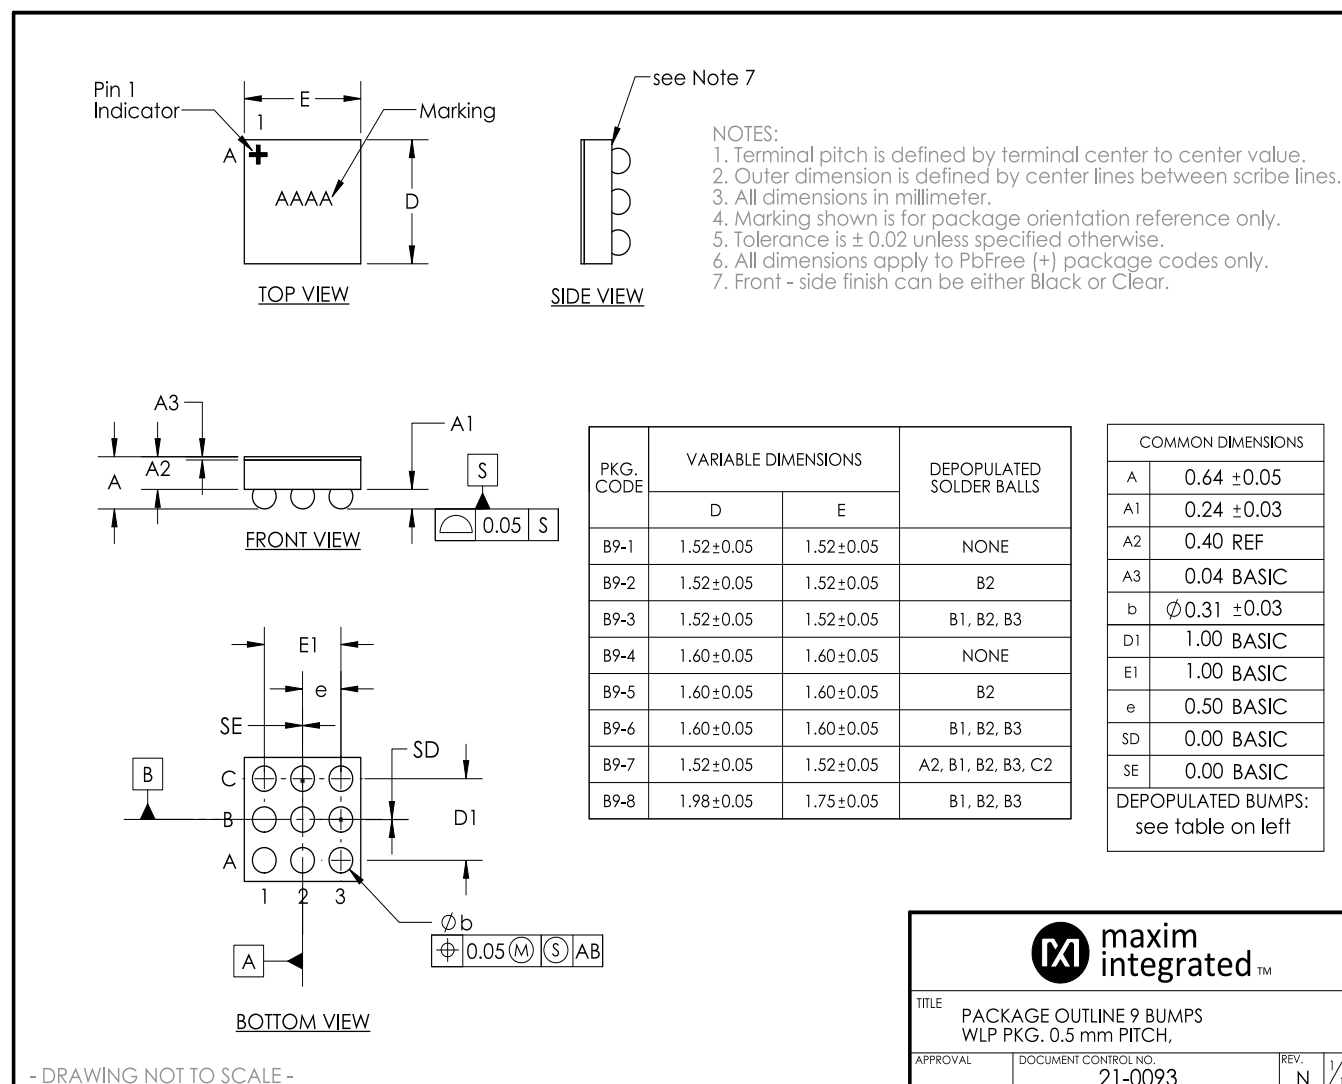 Pin 1
Indicator
E
1
A
Marking
AAAA
D
TOP VIEW
see Note 7
SIDE VIEW
NOTES:
1. Terminal pitch is defined by terminal center to center value.
2. Outer dimension is defined by center lines between scribe lines.
3. All dimensions in millimeter.
4. Marking shown is for package orientation reference only.
5. Tolerance is ± 0.02 unless specified otherwise.
6. All dimensions apply to PbFree (+) package codes only.
7. Front - side finish can be either Black or Clear.
A3
A1
A
A2
S
0.05 S
FRONT VIEW
PKG. CODE VARIABLE DIMENSIONS DEPOPULATED SOLDER BALLS
D E
B9-1 1.52±0.05 1.52±0.05 NONE
B9-2 1.52±0.05 1.52±0.05 B2
B9-3 1.52±0.05 1.52±0.05 B1, B2, B3
B9-4 1.60±0.05 1.60±0.05 NONE
B9-5 1.60±0.05 1.60±0.05 B2
B9-6 1.60±0.05 1.60±0.05 B1, B2, B3
B9-7 1.52±0.05 1.52±0.05 A2, B1, B2, B3, C2
B9-8 1.98±0.05 1.75±0.05 B1, B2, B3
COMMON DIMENSIONS
A 0.64 ±0.05
A1 0.24 ±0.03
A2 0.40 REF
A3 0.04 BASIC
b Ø0.31 ±0.03
D1 1.00 BASIC
E1 1.00 BASIC
e 0.50 BASIC
SD 0.00 BASIC
SE 0.00 BASIC
DEPOPULATED BUMPS:
see table on left
E1
e
SE
SD
B
C
B
D1
A
1 2 3
Øb
0.05 Ⓜ Ⓢ AB
A
BOTTOM VIEW
- DRAWING NOT TO SCALE -
maxim
integrated ™
TITLE
PACKAGE OUTLINE 9 BUMPS
WLP PKG. 0.5 mm PITCH,
APPROVAL
DOCUMENT CONTROL NO.
21-0093
REV.
N